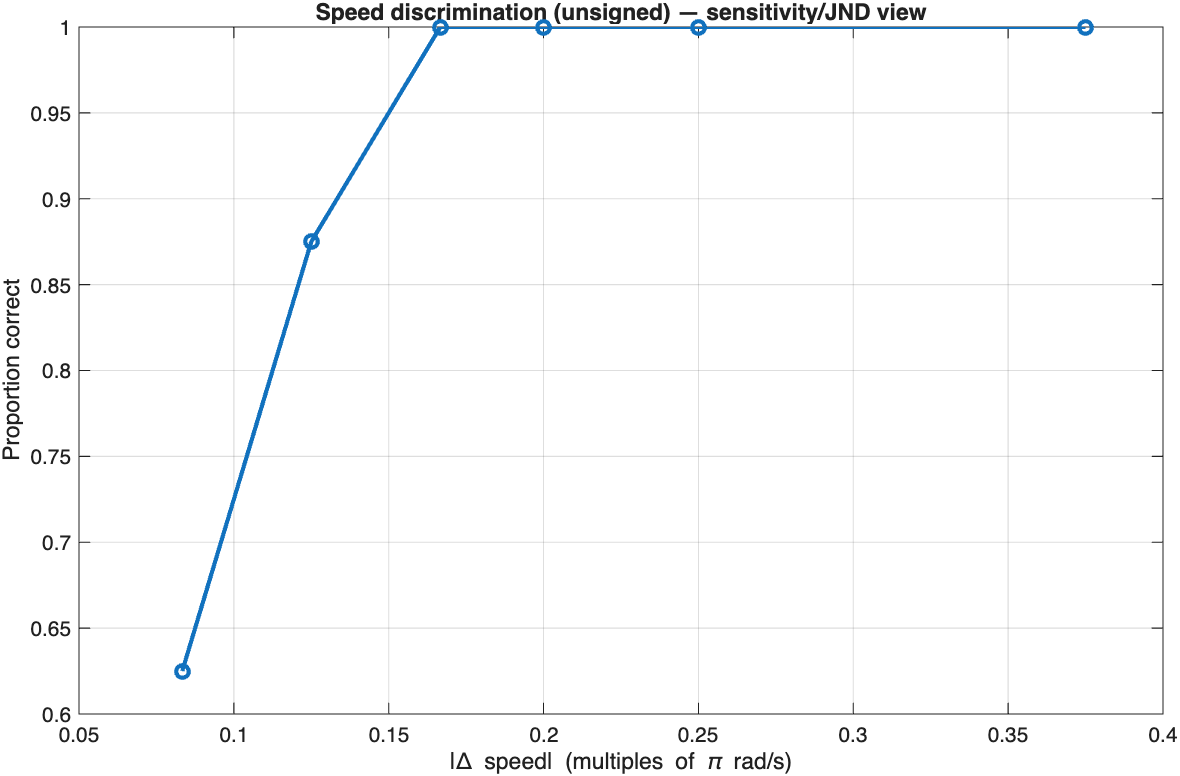 Speed discrimination (unsigned) — sensitivity/JND view
1
0.95
0.9
0.85
0.8
0.75
0.7
0.65
0.6
Proportion correct
0.05 0.1 0.15 0.2 0.25 0.3 0.35 0.4
|Δ speed| (multiples of π rad/s)